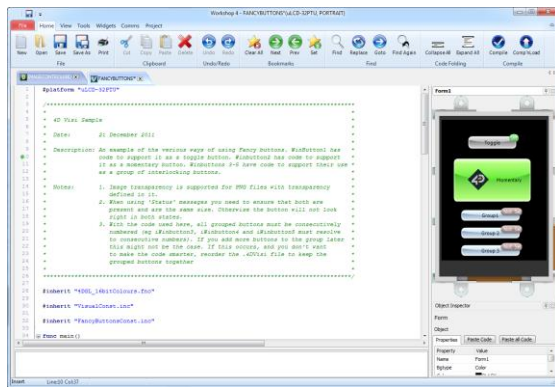 Workshop 4 - FANCYBUTTONS*(uLCD-32PTU, PORTRAIT)
File Home View Tools Widgets Comms Project
New Open Save Save As Print Cut Copy Paste Delete Undo Redo Clear All Next Prev Set Find Replace Goto Find Again Collapse All Expand All Compile Comp'nLoad
File Clipboard Undo/Redo Bookmarks Find Code Folding Compile
FANCYBUTTONS*
#platform "uLCD-32PTU"
4D Visi Sample
Date: 2: December 2011
Description: An example of the various ways of using Fancy buttons. WinButton1 has
code to support it as a toggle button. Winbutton2 has code to support
it as a momentary button. Winbuttons 3-5 have code to support their use
as a group of interlocking buttons.
Notes: 1. Image transparency is supported for PNG files with transparency
defined in it.
2. When using 'Status' messages you need to ensure that both are
present and are the same size. Otherwise the button will not look
right in both states.
3. With the code used here, all grouped buttons must be consecutively
numbered (eg iWinbutton3, iWinbutton4 and iWinbutton5 must resolve
to consecutive numbers). If you add more buttons to the group later
this might not be the case. If this occurs, and you don't want
to make the code smarter, reorder the .4DVisi file to keep the
grouped buttons together
#inherit "4DGL_16bitColours.fnc"
#inherit "VisualConst.inc"
#inherit "FancyButtonsConst.inc"
func main()
Form1
Toggle
4D Momentary
Group1
Group 2
Group 3
Object Inspector
Form
Object
Properties Paste Code Paste all Code
Property Value
Name Form1
Bgtype Color
Insert Line:10 Col:57